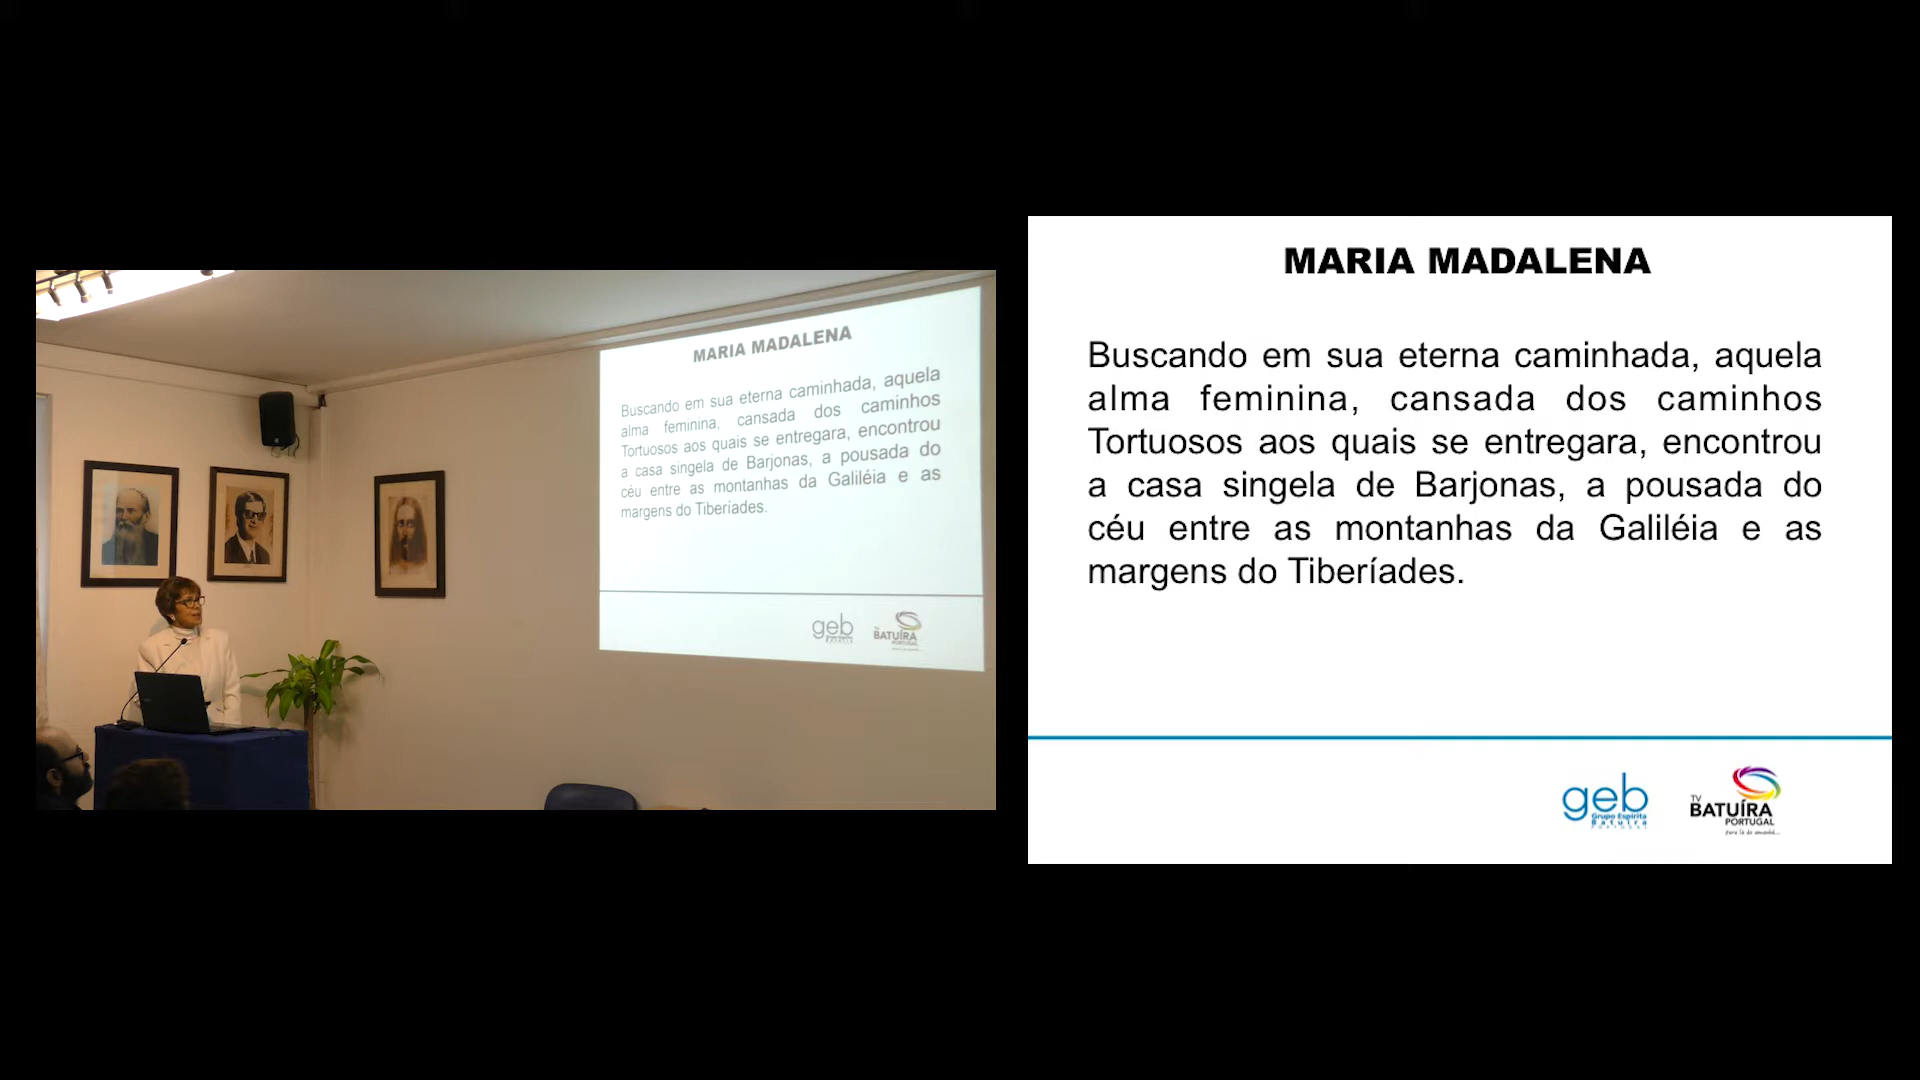 MARIA MADALENA
Buscando em sua eterna caminhada, aquela
alma feminina, cansada dos caminhos
Tortuosos aos quais se entregara, encontrou
a casa singela de Barjonas, a pousada do
céu entre as montanhas da Galiléia e as
margens do Tiberíades.
geb
BATUÍRA
PORTUGAL
MARIA MADALENA
Buscando em sua eterna caminhada, aquela
alma feminina, cansada dos caminhos
Tortuosos aos quais se entregara, encontrou
a casa singela de Barjonas, a pousada do
céu entre as montanhas da Galiléia e as
margens do Tiberíades.
geb
Grupo Espírita
Batuíra
PORTUGAL
TV
BATUÍRA
PORTUGAL
para lá do amanhã...